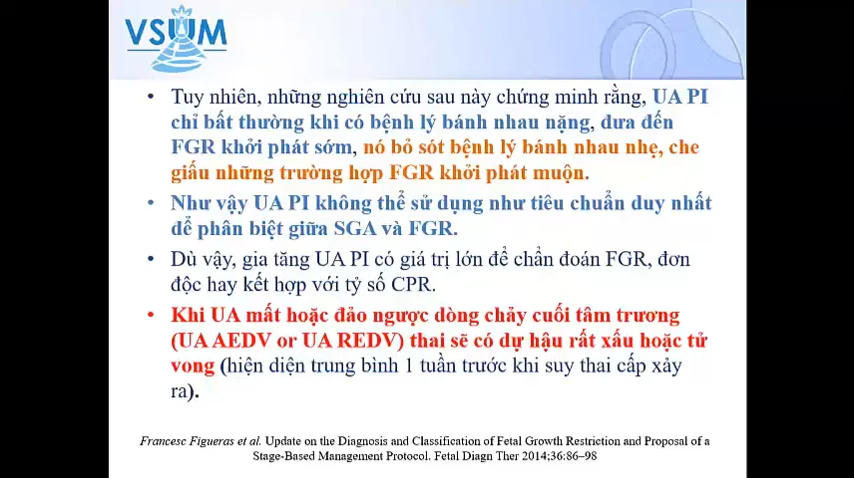 VSUM
• Tuy nhiên, những nghiên cứu sau này chứng minh rằng, UA PI
chỉ bất thường khi có bệnh lý bánh nhau nặng, đưa đến
FGR khởi phát sớm, nó bỏ sót bệnh lý bánh nhau nhẹ, che
giấu những trường hợp FGR khởi phát muộn.
• Như vậy UA PI không thể sử dụng như tiêu chuẩn duy nhất
để phân biệt giữa SGA và FGR.
• Dù vậy, gia tăng UA PI có giá trị lớn để chẩn đoán FGR, đơn
độc hay kết hợp với tỷ số CPR.
• Khi UA mất hoặc đảo ngược dòng chảy cuối tâm trương
(UA AEDV or UA REDV) thai sẽ có dự hậu rất xấu hoặc tử
vong (hiện diện trung bình 1 tuần trước khi suy thai cấp xảy
ra).
Francesc Figueras et al. Update on the Diagnosis and Classification of Fetal Growth Restriction and Proposal of a
Stage-Based Management Protocol. Fetal Diagn Ther 2014;36:86–98